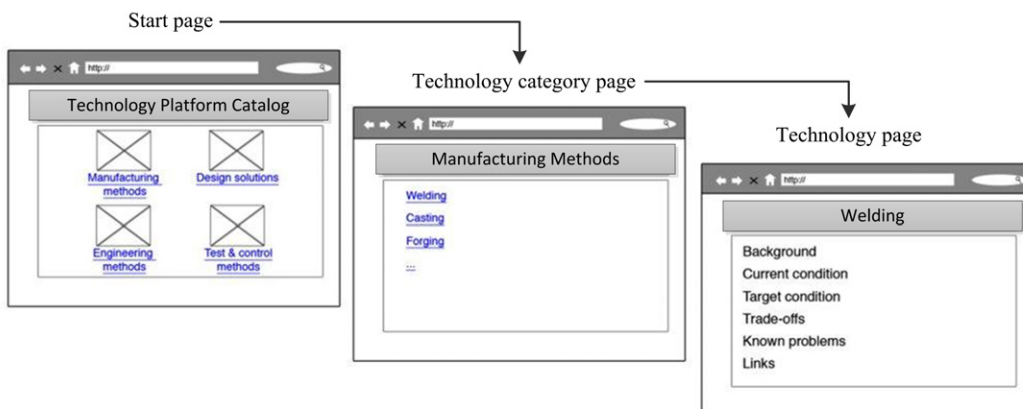 Start page
http://
Technology Platform Catalog
Manufacturing
methods
Design solutions
Engineering
methods
Test & control
methods
Technology category page
http://
Manufacturing Methods
Welding
Casting
Forging
...
Technology page
http://
Welding
Background
Current condition
Target condition
Trade-offs
Known problems
Links